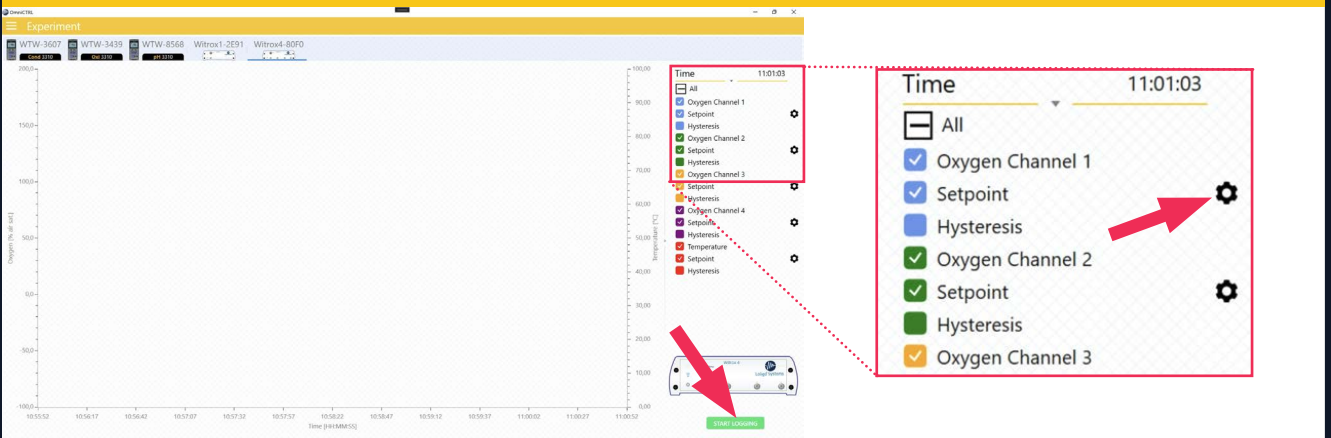 OmniCTRL
Experiment
WTW-3607 WTW-3439 WTW-8568 Witrox1-2E91 Witrox4-80F0
Cond 3310 Oxi 3310 pH 3310
200,0
150,0
100,0
50,0
0,0
-50,0
-100,0
Oxygen [% air sat.]
100,00
90,00
80,00
70,00
60,00
50,00
40,00
30,00
20,00
10,00
0,00
Temperature [°C]
10:55:52 10:56:17 10:56:42 10:57:07 10:57:32 10:57:57 10:58:22 10:58:47 10:59:12 10:59:37 11:00:02 11:00:27 11:00:52
Time [HH:MM:SS]
Time 11:01:03
All
Oxygen Channel 1
Setpoint
Hysteresis
Oxygen Channel 2
Setpoint
Hysteresis
Oxygen Channel 3
Setpoint
Hysteresis
Oxygen Channel 4
Setpoint
Hysteresis
Temperature
Setpoint
Hysteresis
Witrox 4
Loligo Systems
START LOGGING
Time 11:01:03
All
Oxygen Channel 1
Setpoint
Hysteresis
Oxygen Channel 2
Setpoint
Hysteresis
Oxygen Channel 3